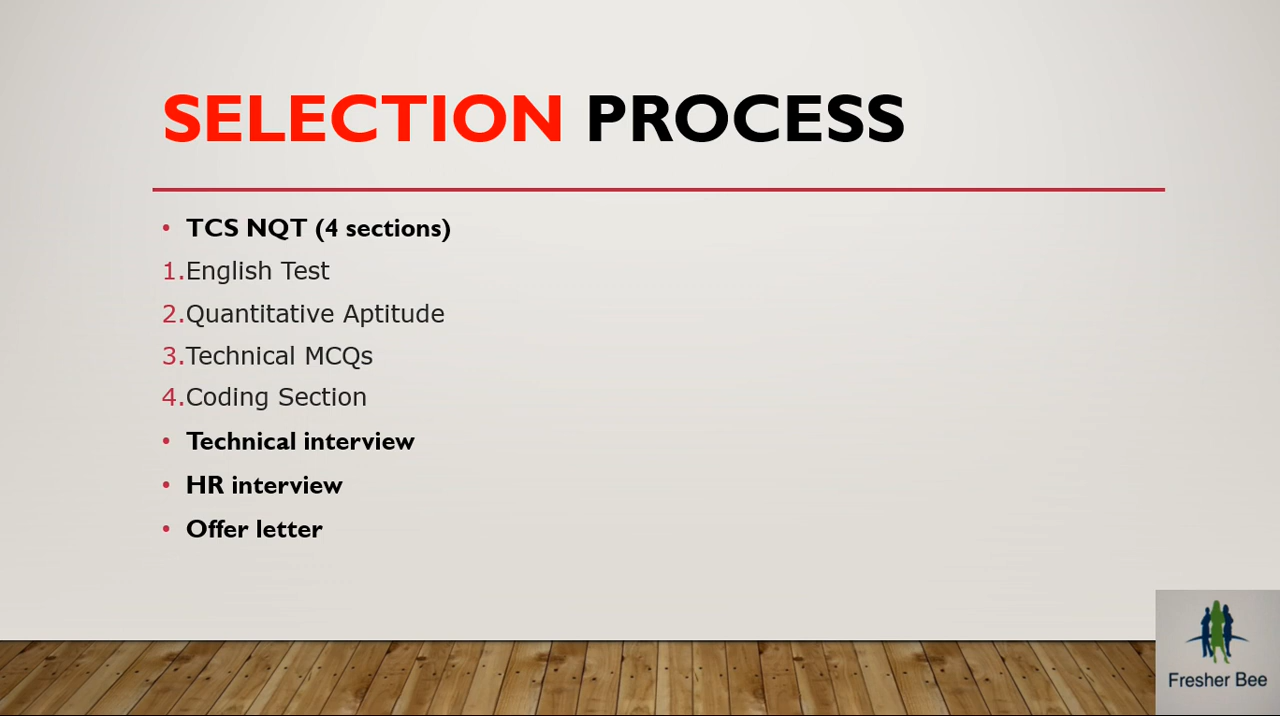 SELECTION PROCESS
• TCS NQT (4 sections)
1.English Test
2.Quantitative Aptitude
3.Technical MCQs
4.Coding Section
• Technical interview
• HR interview
• Offer letter
Fresher Bee